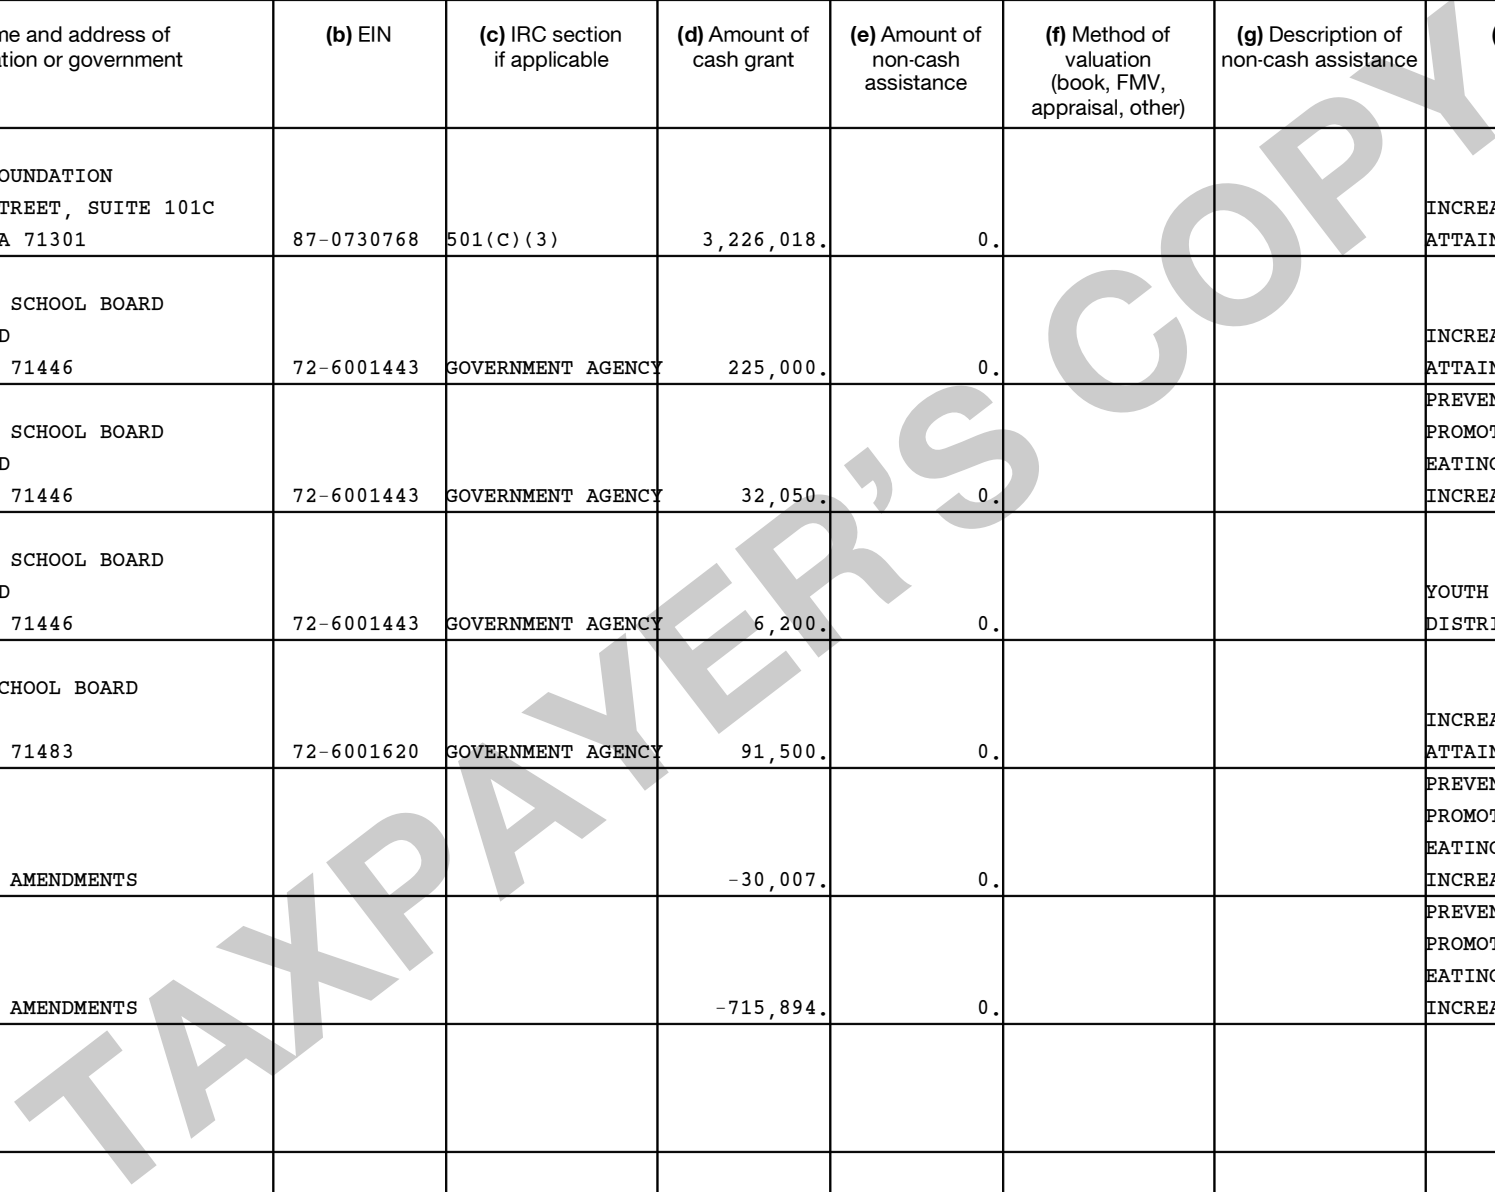 me and address of (b) EIN (c) IRC section (d) Amount of (e) Amount of (f) Method of (g) Description of (
tion or government if applicable cash grant non-cash valuation non-cash assistance
assistance (book, FMV,
appraisal, other)
OUNDATION
TREET, SUITE 101C INCREA
A 71301 87-0730768 501(C)(3) 3,226,018. 0. ATTAIN
SCHOOL BOARD
D INCREA
71446 72-6001443 GOVERNMENT AGENCY 225,000. 0. ATTAIN
PREVEN
SCHOOL BOARD PROMOT
D EATING
71446 72-6001443 GOVERNMENT AGENCY 32,050. 0. INCREA
SCHOOL BOARD
D YOUTH
71446 72-6001443 GOVERNMENT AGENCY 6,200. 0. DISTRI
CHOOL BOARD
INCREA
71483 72-6001620 GOVERNMENT AGENCY 91,500. 0. ATTAIN
PREVEN
PROMOT
EATING
AMENDMENTS -30,007. 0. INCREA
PREVEN
PROMOT
EATING
AMENDMENTS -715,894. 0. INCREA
TAXPAYER'S COPY